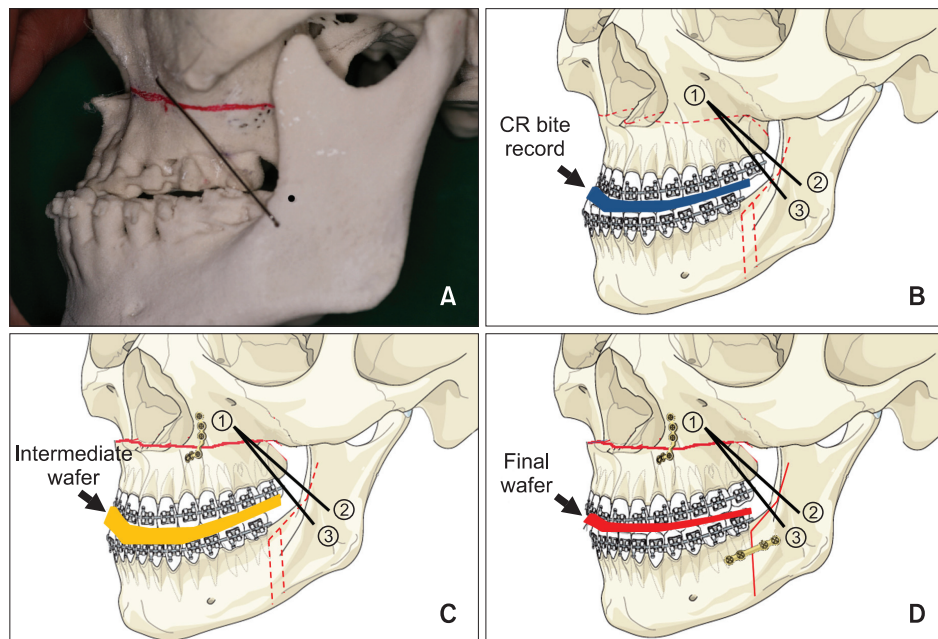 A
CR bite
record
①
②
③
B
Intermediate
wafer
①
②
③
C
Final
wafer
①
②
③
D